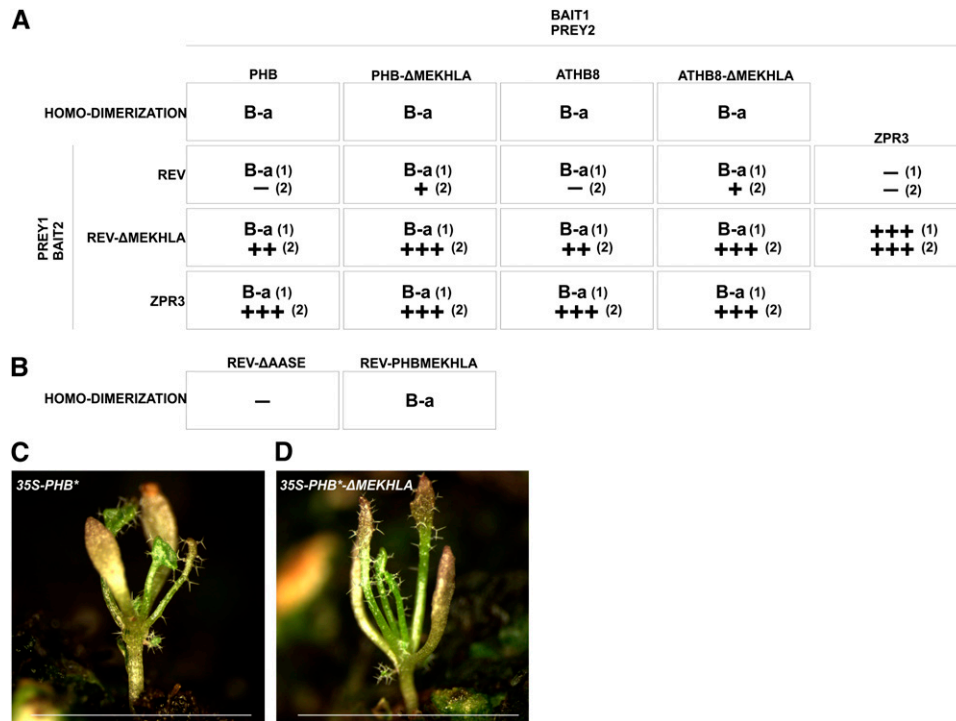 A
BAIT1
PREY2
PHB PHB-ΔMEKHLA ATHB8 ATHB8-ΔMEKHLA
HOMO-DIMERIZATION B-a B-a B-a B-a
ZPR3
PREY1
BAIT2
REV B-a (1) B-a (1) B-a (1) B-a (1) – (1)
– (2) + (2) – (2) + (2) – (2)
REV-ΔMEKHLA B-a (1) B-a (1) B-a (1) B-a (1) +++ (1)
++ (2) +++ (2) ++ (2) +++ (2) +++ (2)
ZPR3 B-a (1) B-a (1) B-a (1) B-a (1)
+++ (2) +++ (2) +++ (2) +++ (2)
B
REV-ΔAASE REV-PHBMEKHLA
HOMO-DIMERIZATION – B-a
C D
35S-PHB* 35S-PHB*-ΔMEKHLA